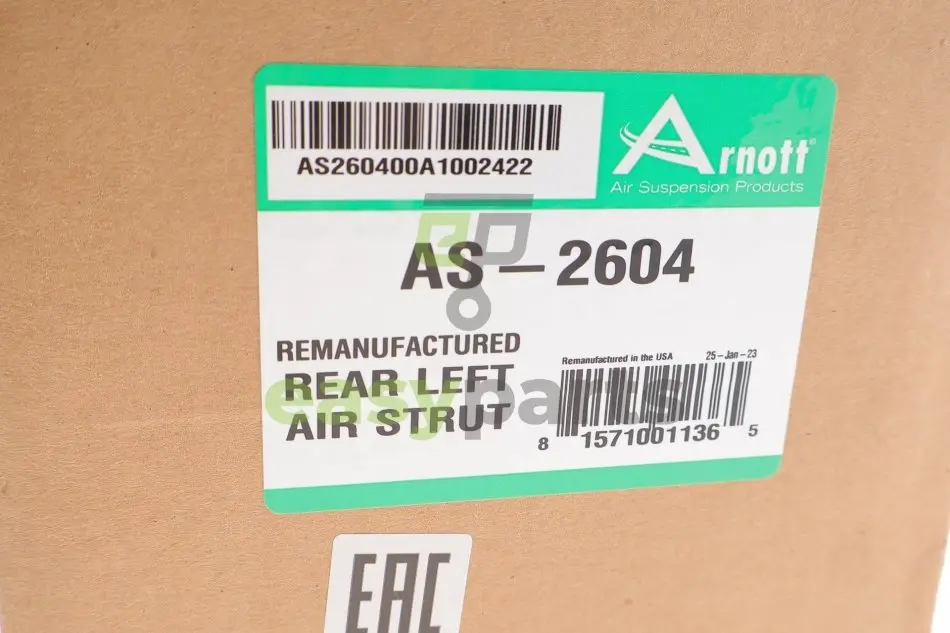 AS260400A1002422
Arnott®
Air Suspension Products
AS-2604
REMANUFACTURED
REAR LEFT
AIR STRUT
Remanufactured in the USA 25-Jan-23
8 1571001136 5
easyparts
EAC